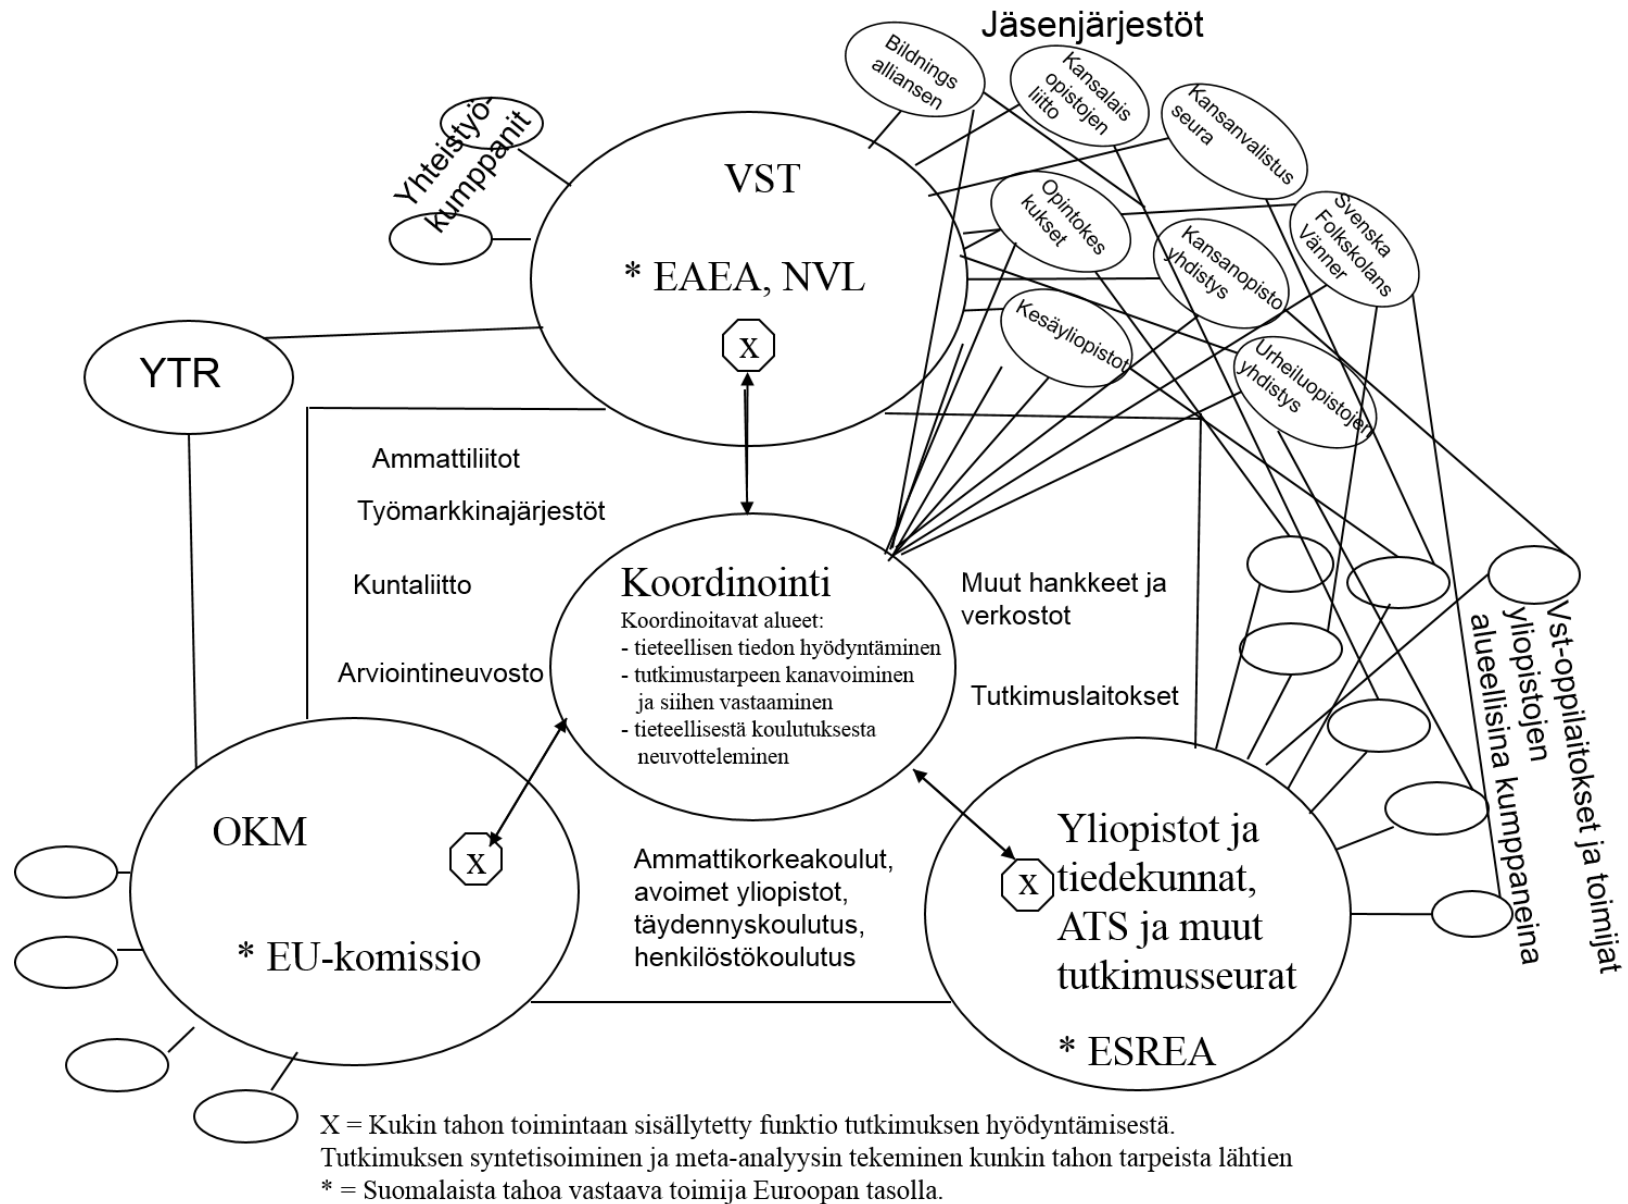 Jäsenjärjestöt
Bildnings
alliansen
Kansalais
opistojen
liitto
Kansanvalistus
seura
Yhteistyö-
kumppanit
VST
* EAEA, NVL
x
Opintokes
kukset
Kansanopisto
yhdistys
Svenska
Folkskolans
Vänner
Kesäyliopistot
Urheiluopistojen
yhdistys
YTR
Ammattiliitot
Työmarkkinajärjestöt
Kuntaliitto
Arviointineuvosto
Koordinointi
Koordinoitavat alueet:
- tieteellisen tiedon hyödyntäminen
- tutkimustarpeen kanavoiminen
ja siihen vastaaminen
- tieteellisestä koulutuksesta
neuvotteleminen
Muut hankkeet ja
verkostot
Tutkimuslaitokset
Vst-oppilaitokset ja toimijat
yliopistojen
alueellisina kumppaneina
OKM
x
* EU-komissio
Ammattikorkeakoulut,
avoimet yliopistot,
täydennyskoulutus,
henkilöstökoulutus
x
Yliopistot ja
tiedekunnat,
ATS ja muut
tutkimusseurat
* ESREA
X = Kukin tahon toimintaan sisällytetty funktio tutkimuksen hyödyntämisestä.
Tutkimuksen syntetisoiminen ja meta-analyysin tekeminen kunkin tahon tarpeista lähtien
* = Suomalaista tahoa vastaava toimija Euroopan tasolla.